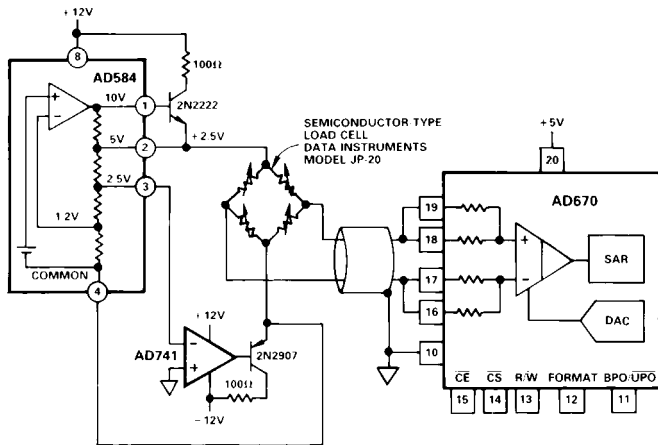 +12V
8
AD584
100Ω
10V
1
2N2222
5V
2
+2.5V
2.5V
3
1.2V
COMMON
4
SEMICONDUCTOR-TYPE
LOAD CELL
DATA INSTRUMENTS
MODEL JP-20
+5V
20
AD670
19
18
17
16
10
+
−
SAR
DAC
+12V
AD741
−
+
2N2907
100Ω
−12V
+
−
CE CS R/W FORMAT BPO/UPO
15 14 13 12 11